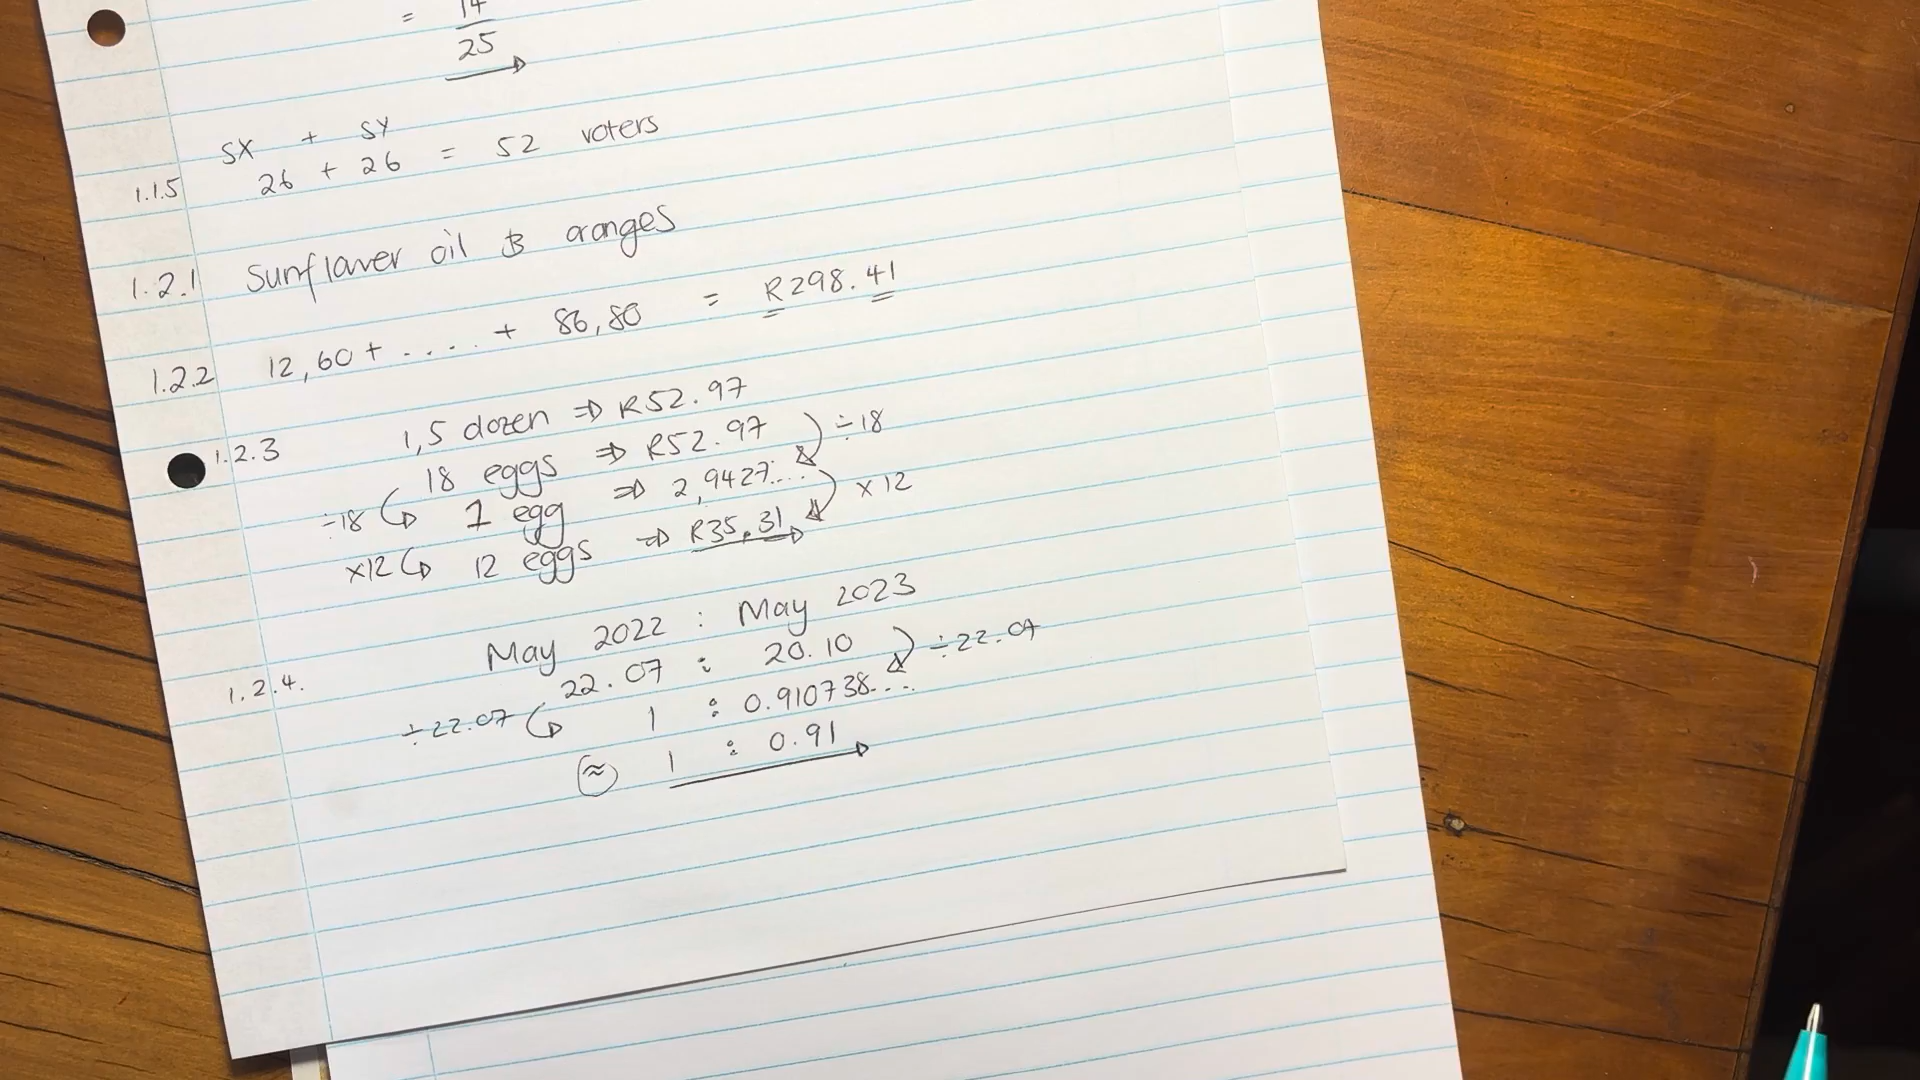 = 14
25
SX + SY
1.1.5 26 + 26 = 52 voters
1.2.1 Sunflower oil & oranges
1.2.2 12,60 + .... + 86,80 = R298.41
1.2.3 1,5 dozen ⇒ R52.97
18 eggs ⇒ R52.97 ÷18
÷18 1 egg ⇒ 2,9427.... x12
x12 12 eggs ⇒ R35,31
May 2022 : May 2023
1.2.4. 22.07 : 20.10 ÷22.07
÷22.07 1 : 0.910738...
≈ 1 : 0.91